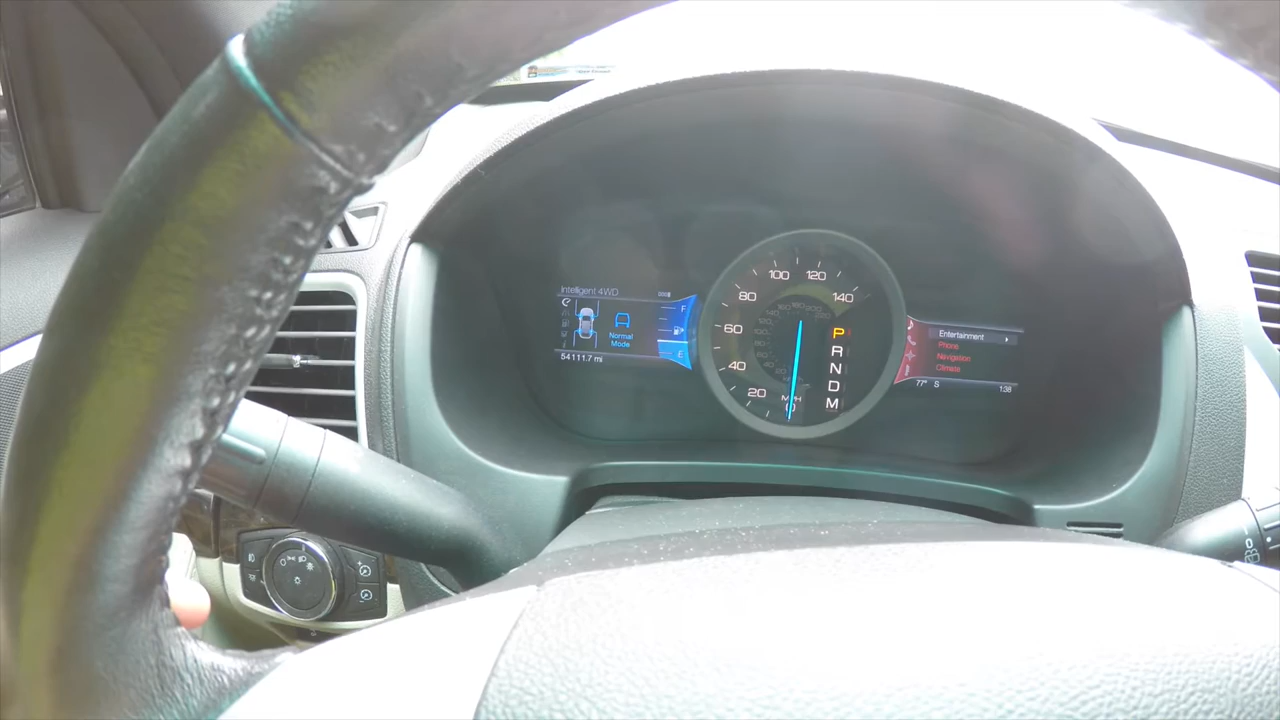 Intelligent 4WD
F
Normal
Mode
E
54111.7 mi
100
120
80
140
60
40
20
MPH
0
P
R
N
D
M
Entertainment
Phone
Navigation
Climate
77° S
1:38